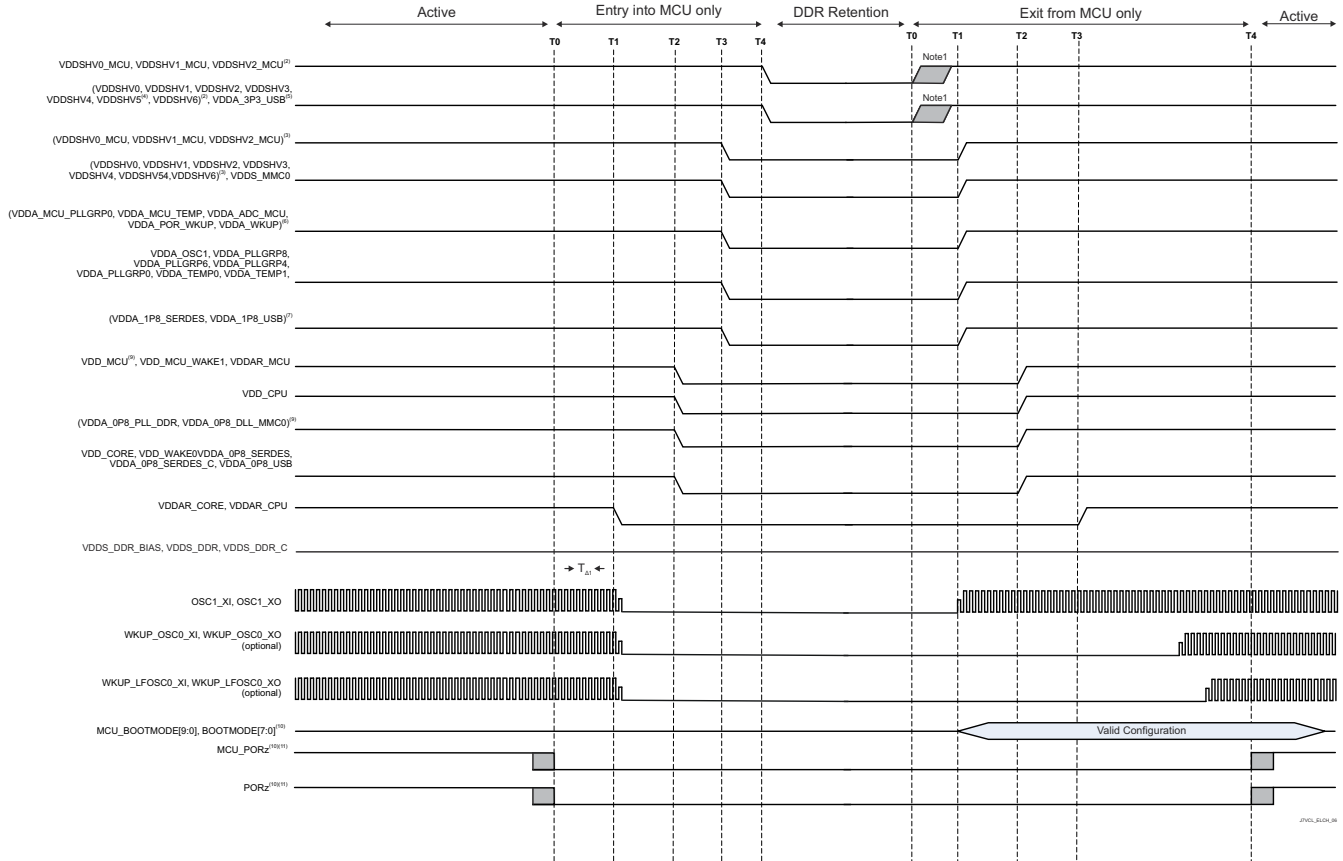 Active
Entry into MCU only
DDR Retention
Exit from MCU only
Active
T0
T1
T2
T3
T4
T0
T1
T2
T3
T4
VDDSHV0_MCU, VDDSHV1_MCU, VDDSHV2_MCU(2)
Note1
(VDDSHV0, VDDSHV1, VDDSHV2, VDDSHV3,
VDDSHV4, VDDSHV5(4), VDDSHV6)(2), VDDA_3P3_USB(5)
Note1
(VDDSHV0_MCU, VDDSHV1_MCU, VDDSHV2_MCU)(3)
(VDDSHV0, VDDSHV1, VDDSHV2, VDDSHV3,
VDDSHV4, VDDSHV54,VDDSHV6)(3), VDDS_MMC0
(VDDA_MCU_PLLGRP0, VDDA_MCU_TEMP, VDDA_ADC_MCU,
VDDA_POR_WKUP, VDDA_WKUP)(6)
VDDA_OSC1, VDDA_PLLGRP8,
VDDA_PLLGRP6, VDDA_PLLGRP4,
VDDA_PLLGRP0, VDDA_TEMP0, VDDA_TEMP1,
(VDDA_1P8_SERDES, VDDA_1P8_USB)(7)
VDD_MCU(9), VDD_MCU_WAKE1, VDDAR_MCU
VDD_CPU
(VDDA_0P8_PLL_DDR, VDDA_0P8_DLL_MMC0)(9)
VDD_CORE, VDD_WAKE0VDDA_0P8_SERDES,
VDDA_0P8_SERDES_C, VDDA_0P8_USB
VDDAR_CORE, VDDAR_CPU
VDDS_DDR_BIAS, VDDS_DDR, VDDS_DDR_C
TΔ1
OSC1_XI, OSC1_XO
WKUP_OSC0_XI, WKUP_OSC0_XO
(optional)
WKUP_LFOSC0_XI, WKUP_LFOSC0_XO
(optional)
MCU_BOOTMODE[9:0], BOOTMODE[7:0](10)
Valid Configuration
MCU_PORz(10)(11)
PORz(10)(11)
J7VCL_ELCH_06